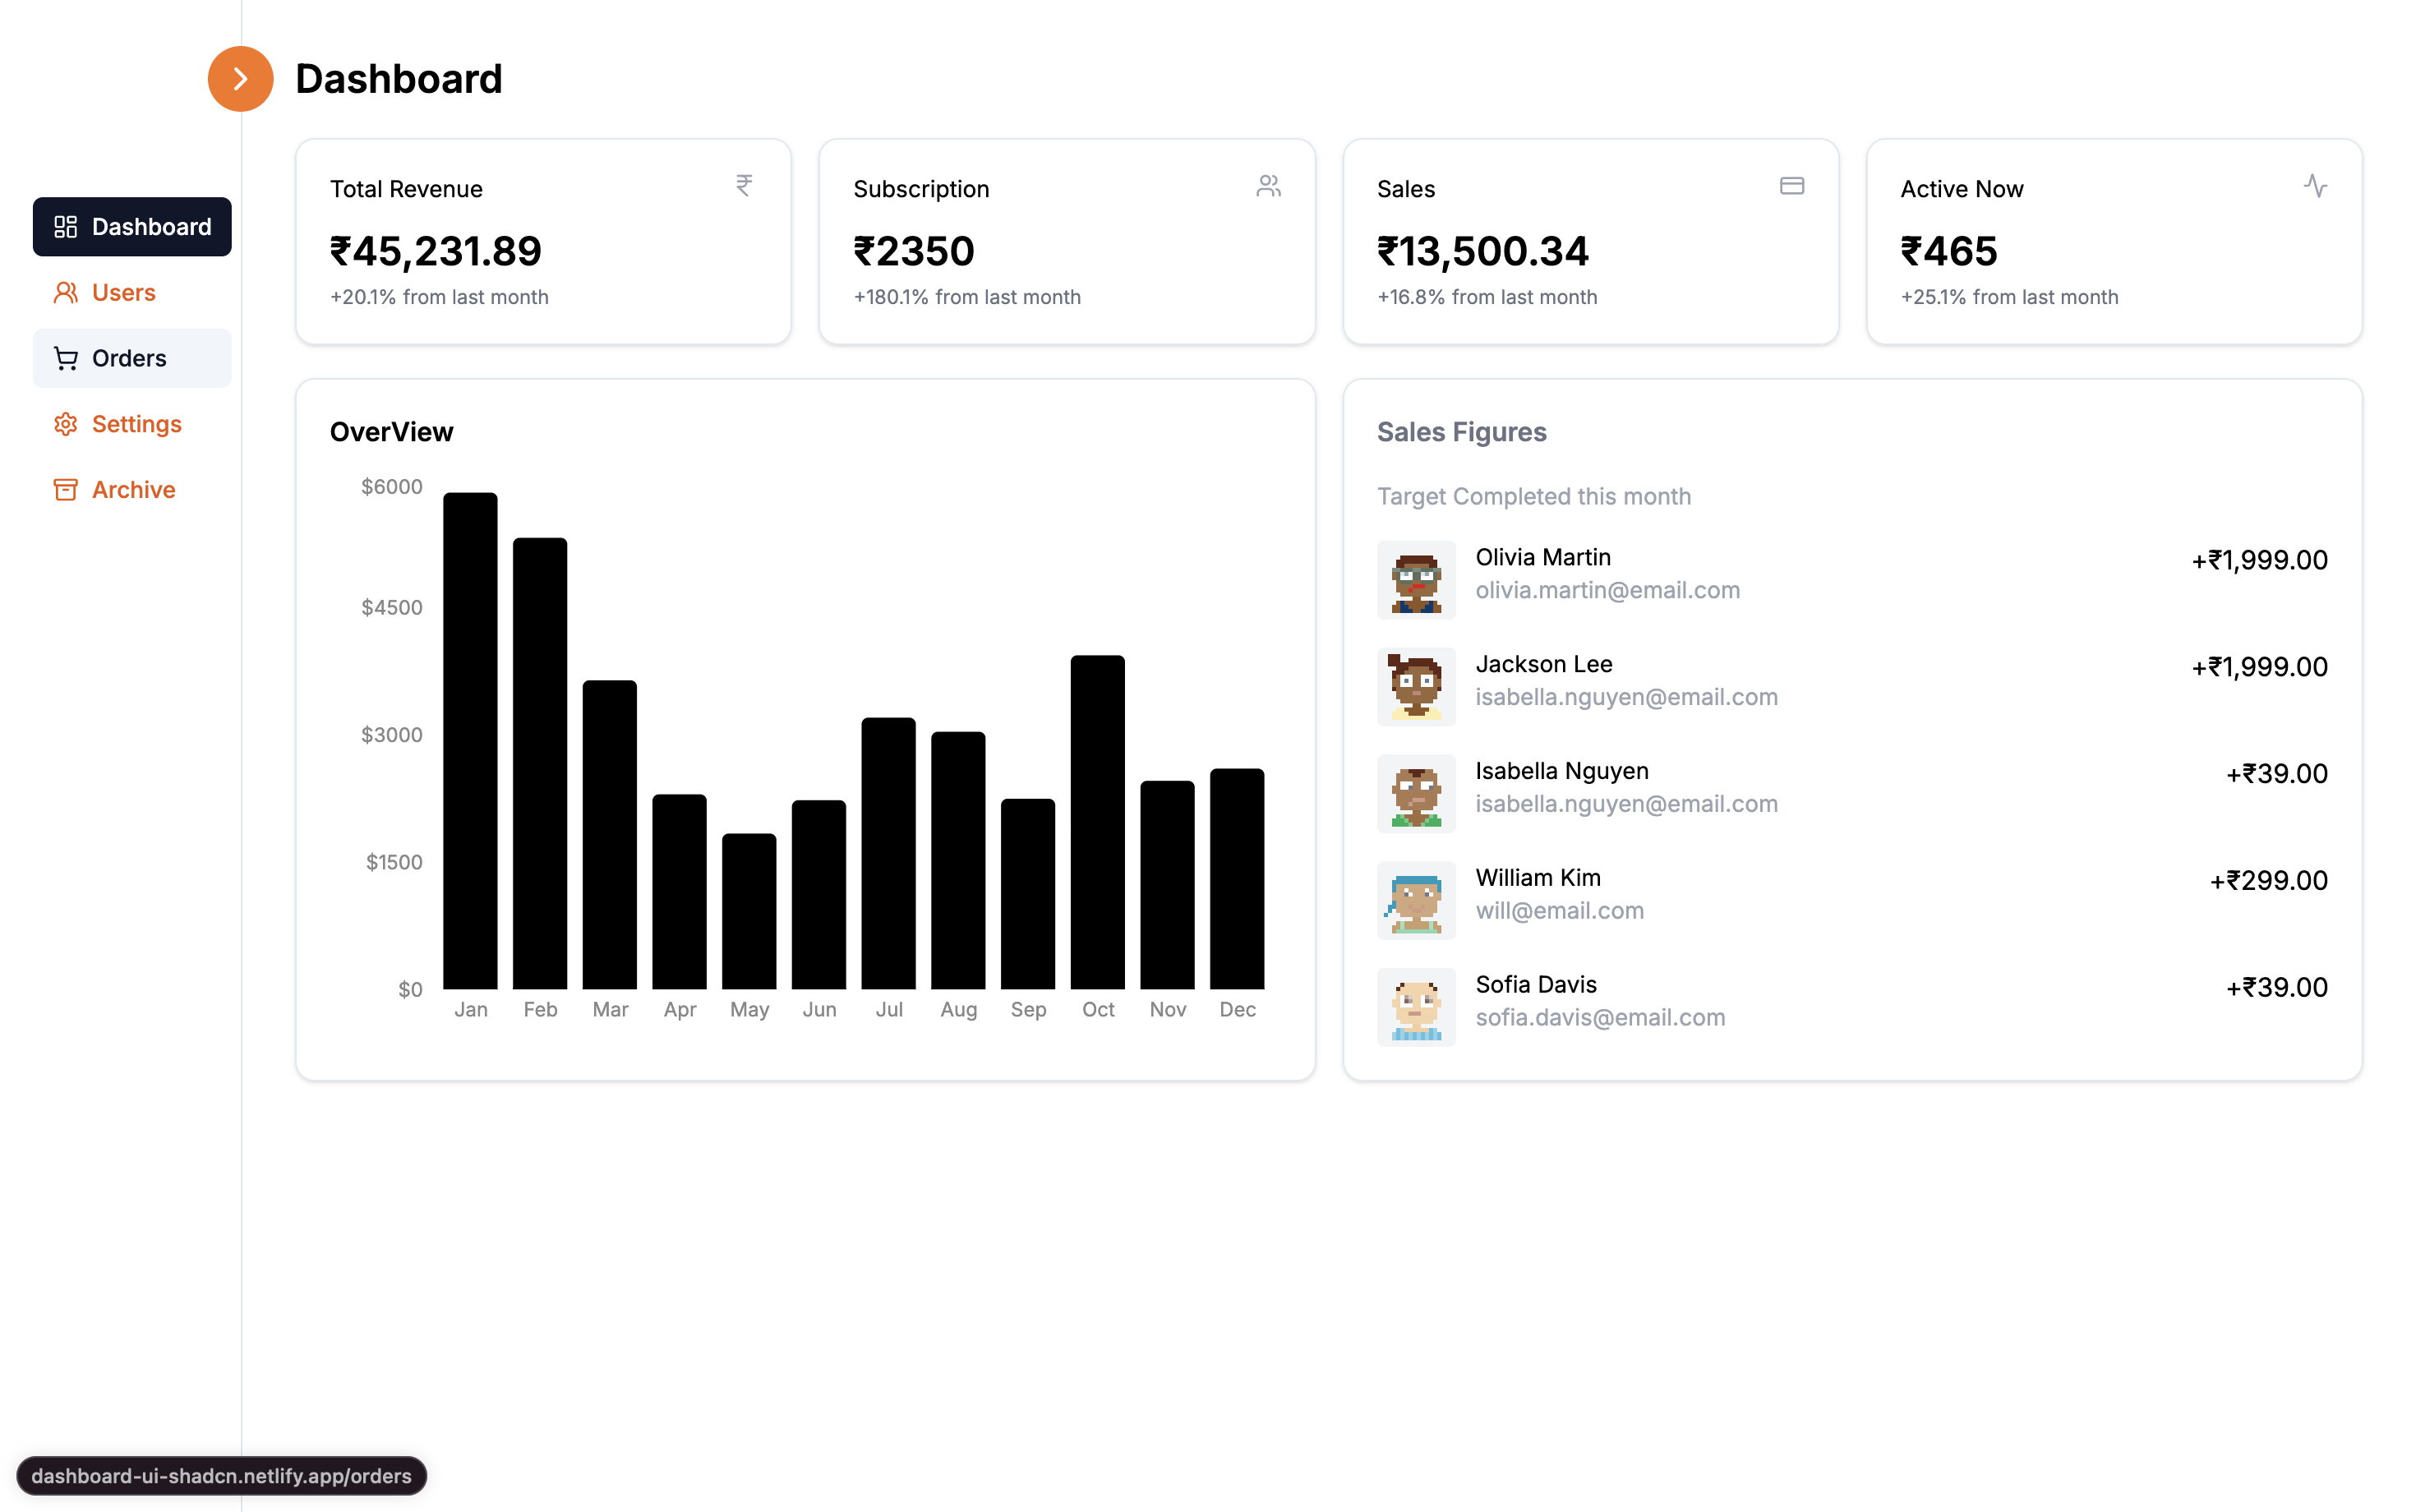 Dashboard
Dashboard
Users
Orders
Settings
Archive
Total Revenue
₹45,231.89
+20.1% from last month
Subscription
₹2350
+180.1% from last month
Sales
₹13,500.34
+16.8% from last month
Active Now
₹465
+25.1% from last month
OverView
$6000
$4500
$3000
$1500
$0
Jan Feb Mar Apr May Jun Jul Aug Sep Oct Nov Dec
Sales Figures
Target Completed this month
Olivia Martin +₹1,999.00
olivia.martin@email.com
Jackson Lee +₹1,999.00
isabella.nguyen@email.com
Isabella Nguyen +₹39.00
isabella.nguyen@email.com
William Kim +₹299.00
will@email.com
Sofia Davis +₹39.00
sofia.davis@email.com
dashboard-ui-shadcn.netlify.app/orders